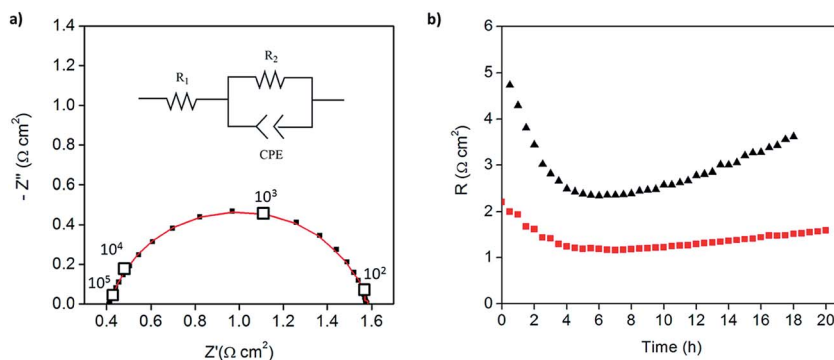 a)
- Z'' (Ω cm²)
1.4
1.2
1.0
0.8
0.6
0.4
0.2
0.0
R₁
R₂
CPE
10⁵
10⁴
10³
10²
0.4 0.6 0.8 1.0 1.2 1.4 1.6
Z'(Ω cm²)
b)
R (Ω cm²)
6
5
4
3
2
1
0
0 2 4 6 8 10 12 14 16 18 20
Time (h)